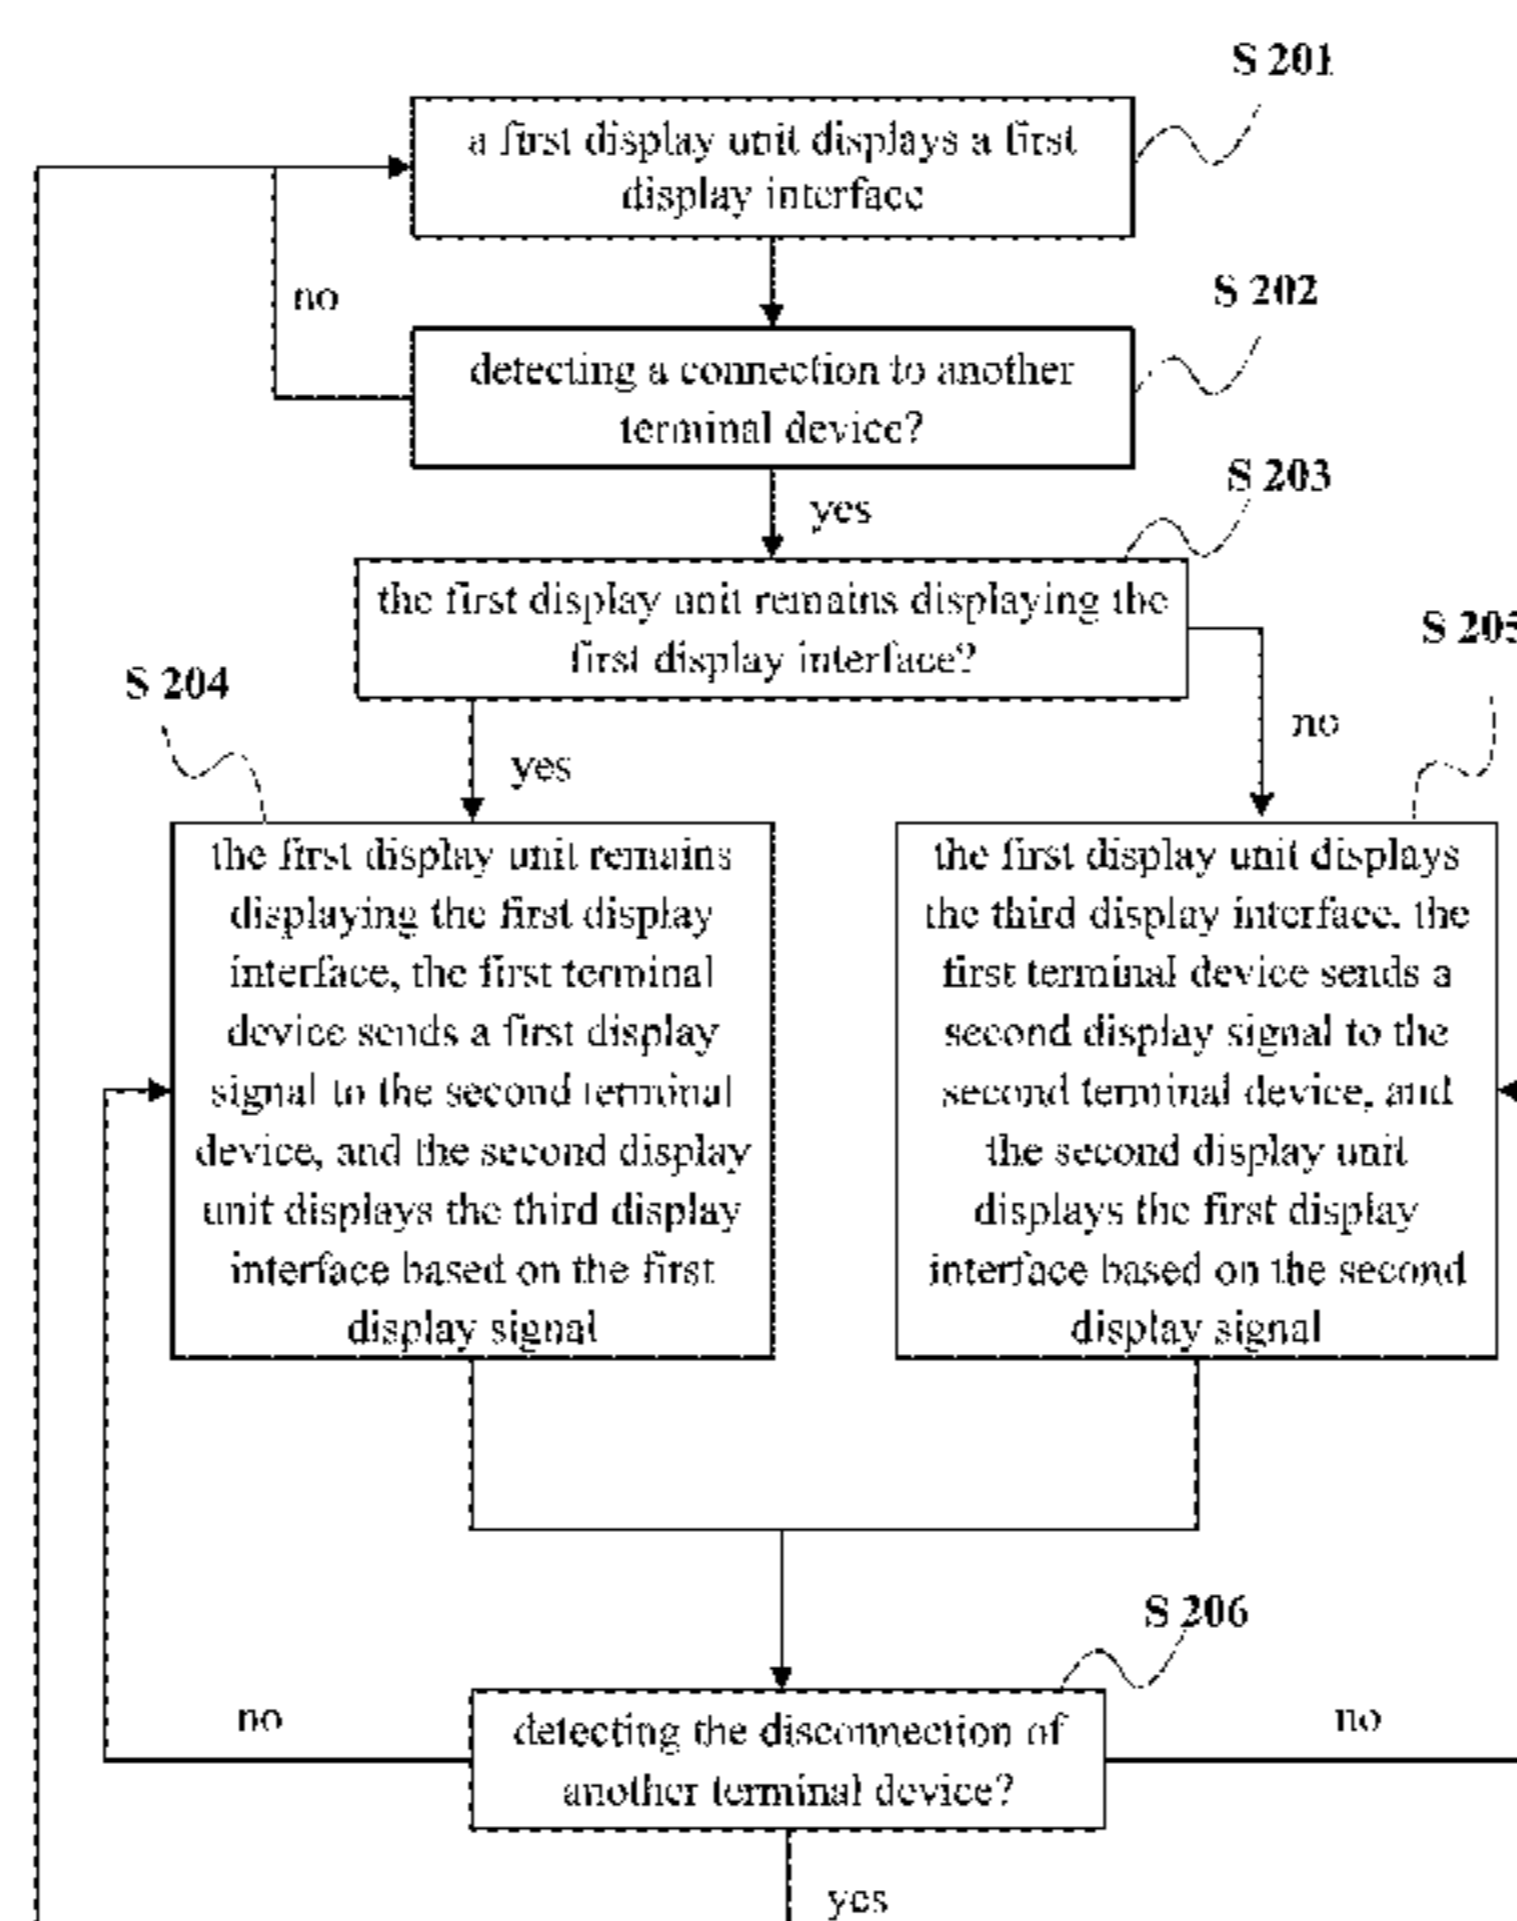 S 201
a first display unit displays a first
display interface
no
S 202
detecting a connection to another
terminal device?
yes
S 203
the first display unit remains displaying the
first display interface?
S 204
yes
S 205
no
the first display unit remains
displaying the first display
interface, the first terminal
device sends a first display
signal to the second terminal
device, and the second display
unit displays the third display
interface based on the first
display signal
the first display unit displays
the third display interface, the
first terminal device sends a
second display signal to the
second terminal device, and
the second display unit
displays the first display
interface based on the second
display signal
S 206
no
detecting the disconnection of
another terminal device?
no
yes